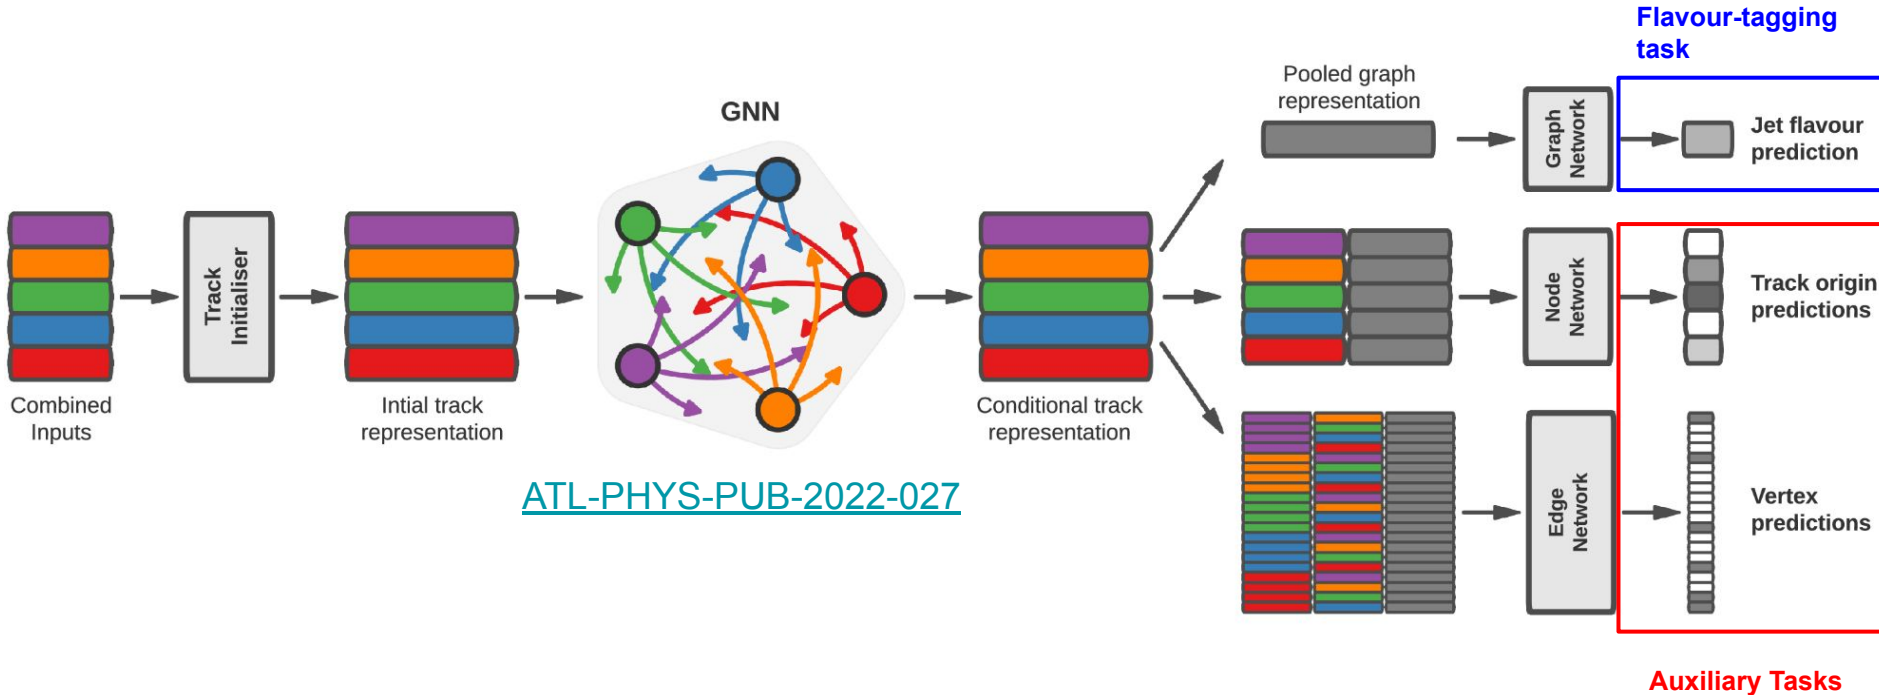 Flavour-tagging
task
Pooled graph
representation
GNN
Graph
Network
Jet flavour
prediction
Track
Initialiser
Node
Network
Track origin
predictions
Combined
Inputs
Intial track
representation
Conditional track
representation
ATL-PHYS-PUB-2022-027
Edge
Network
Vertex
predictions
Auxiliary Tasks